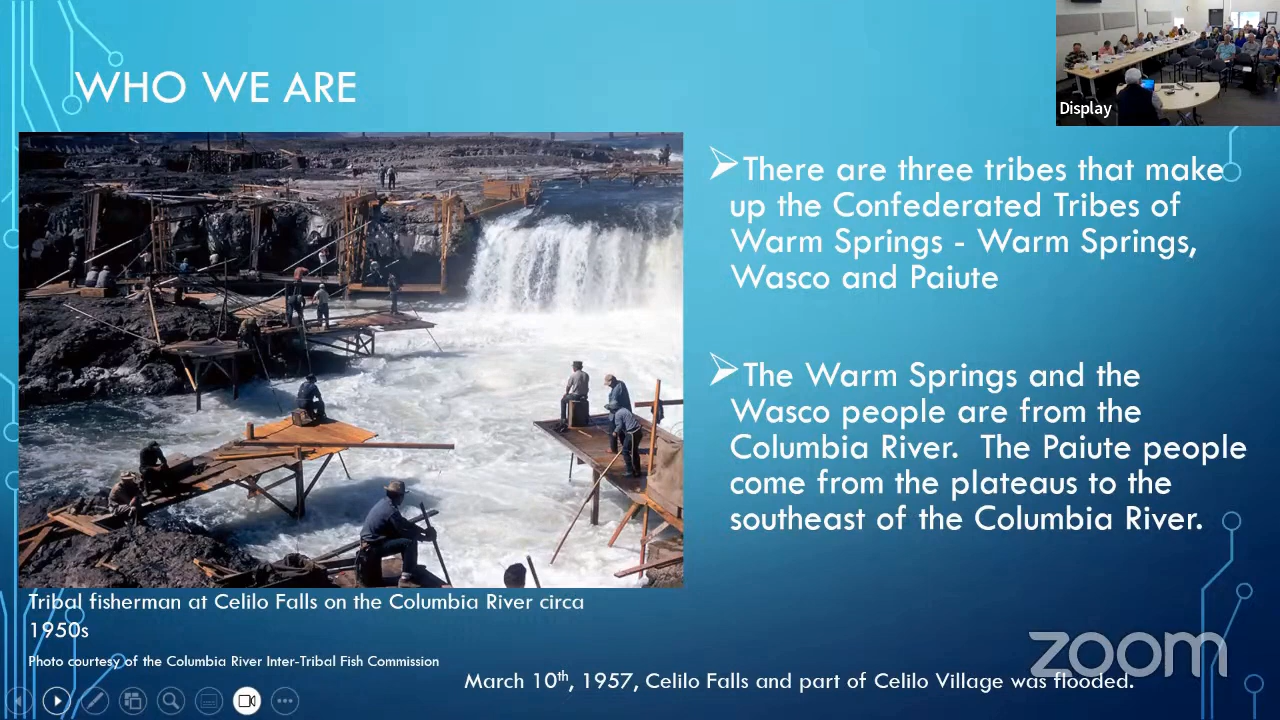 WHO WE ARE
Display
➢There are three tribes that make
up the Confederated Tribes of
Warm Springs - Warm Springs,
Wasco and Paiute
➢The Warm Springs and the
Wasco people are from the
Columbia River. The Paiute people
come from the plateaus to the
southeast of the Columbia River.
Tribal fisherman at Celilo Falls on the Columbia River circa
1950s
Photo courtesy of the Columbia River Inter-Tribal Fish Commission
March 10th, 1957, Celilo Falls and part of Celilo Village was flooded.
zoom